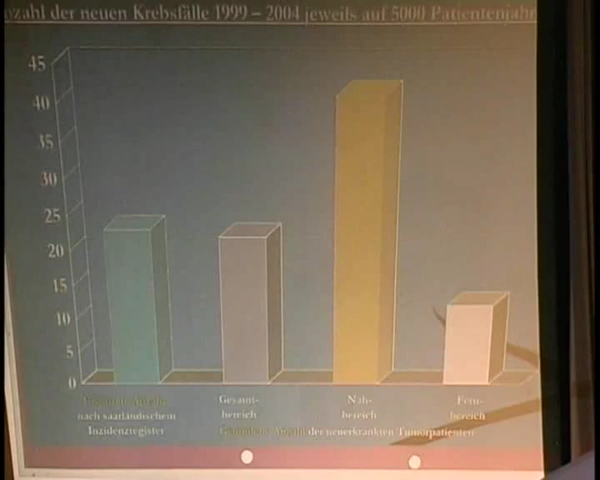 nzahl der neuen Krebsfälle 1999 – 2004 jeweils auf 5000 Patientenjahr
45
40
35
30
25
20
15
10
5
0
nach saarländischem
Inzidenzregister
Gesamt-
bereich
Nah-
bereich
Fern-
bereich
Anzahl der neuerkrankten Tumorpatienten